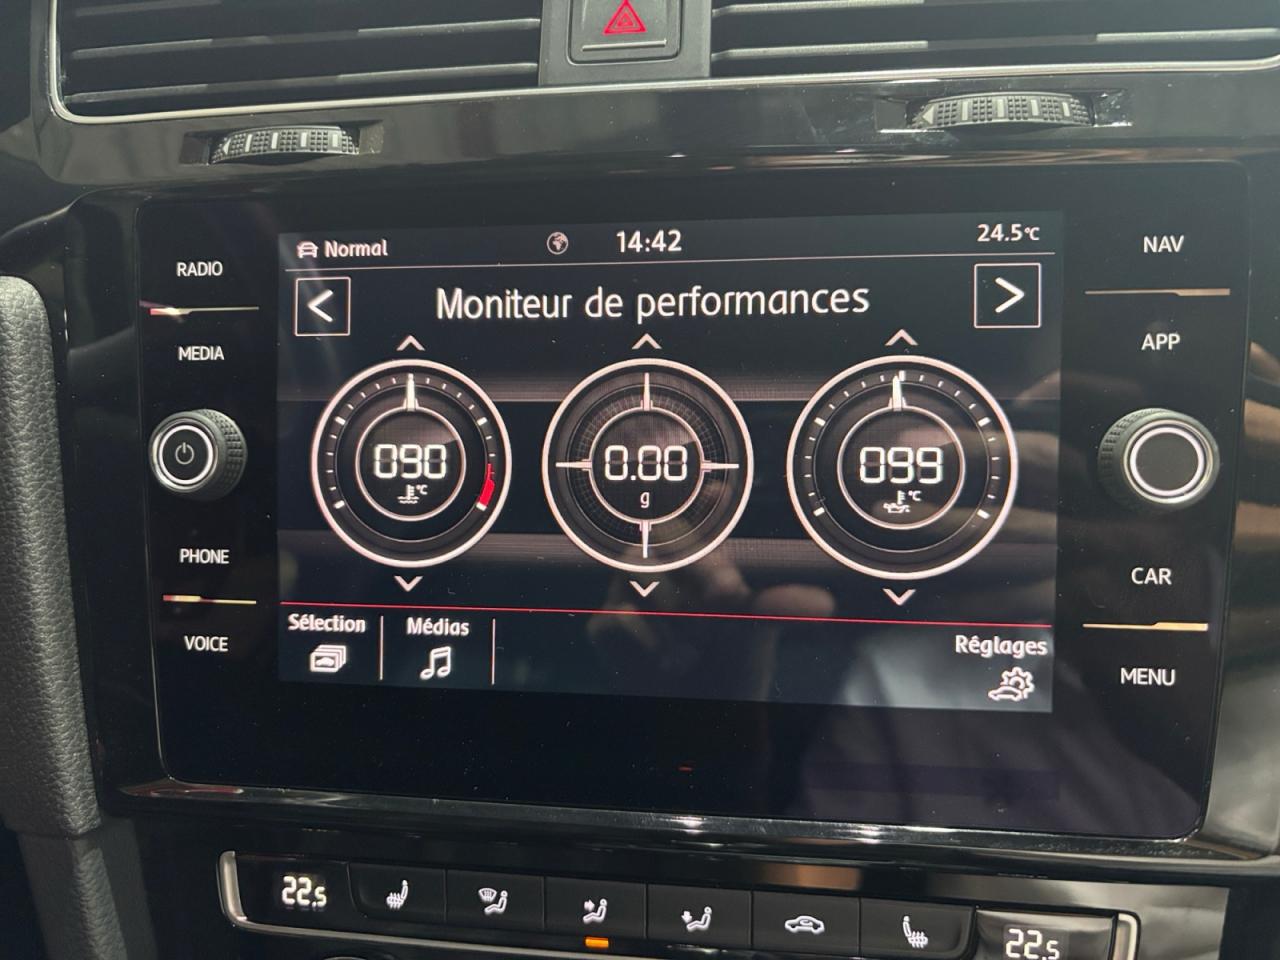 Normal 14:42 24.5°C
Moniteur de performances
090
°C
0.00
g
099
°C
Sélection
Médias
Réglages
RADIO
MEDIA
PHONE
VOICE
NAV
APP
CAR
MENU
22.5
22.5